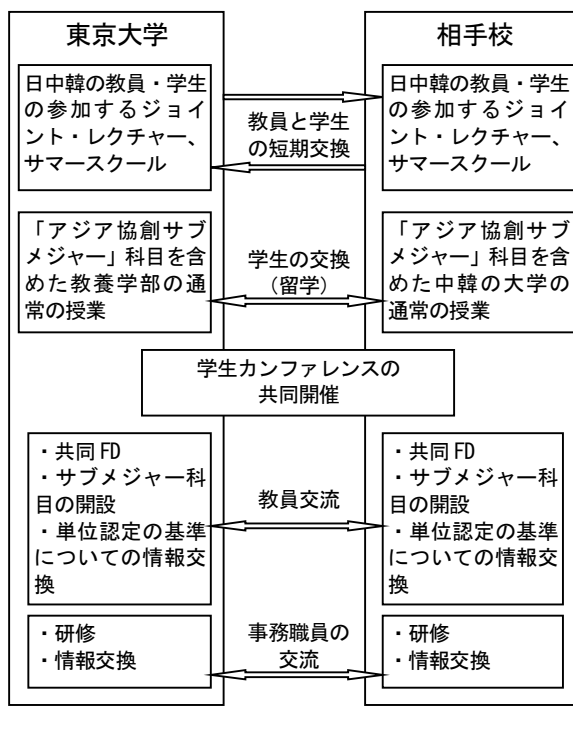 東京大学
相手校
日中韓の教員・学生
の参加するジョイ
ント・レクチャー、
サマースクール
教員と学生
の短期交換
日中韓の教員・学生
の参加するジョイ
ント・レクチャー、
サマースクール
「アジア協創サブ
メジャー」科目を含
めた教養学部の通
常の授業
学生の交換
（留学）
「アジア協創サブ
メジャー」科目を含
めた中韓の大学の
通常の授業
学生カンファレンスの
共同開催
・共同 FD
・サブメジャー科
目の開設
・単位認定の基準
についての情報交
換
教員交流
・共同 FD
・サブメジャー科
目の開設
・単位認定の基準
についての情報交
換
・研修
・情報交換
事務職員の
交流
・研修
・情報交換